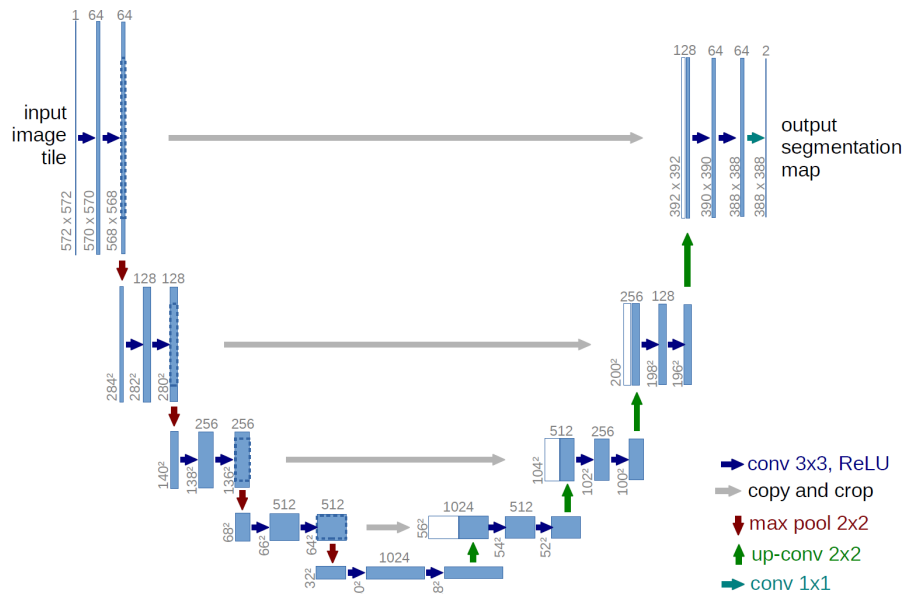 1 64 64
input
image
tile
572 x 572
570 x 570
568 x 568
128 64 64 2
output
segmentation
map
392 x 392
390 x 390
388 x 388
388 x 388
128 128
284²
282²
280²
256 128
200²
198²
196²
256 256
140²
138²
136²
512 256
104²
102²
100²
512 512
68²
66²
64²
1024 512
56²
54²
52²
1024
32²
0²
8²
conv 3x3, ReLU
copy and crop
max pool 2x2
up-conv 2x2
conv 1x1